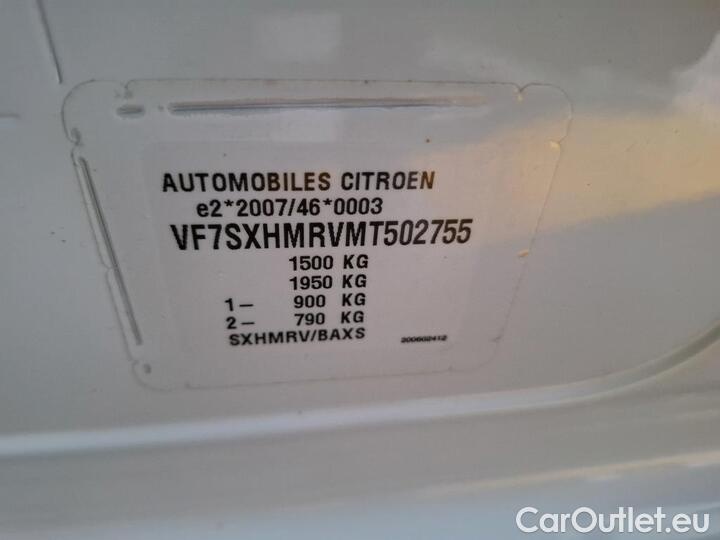 AUTOMOBILES CITROEN
e2*2007/46*0003
VF7SXHMRVMT502755
1500 KG
1950 KG
1- 900 KG
2- 790 KG
SXHMRV/BAXS 200602412
CarOutlet.eu